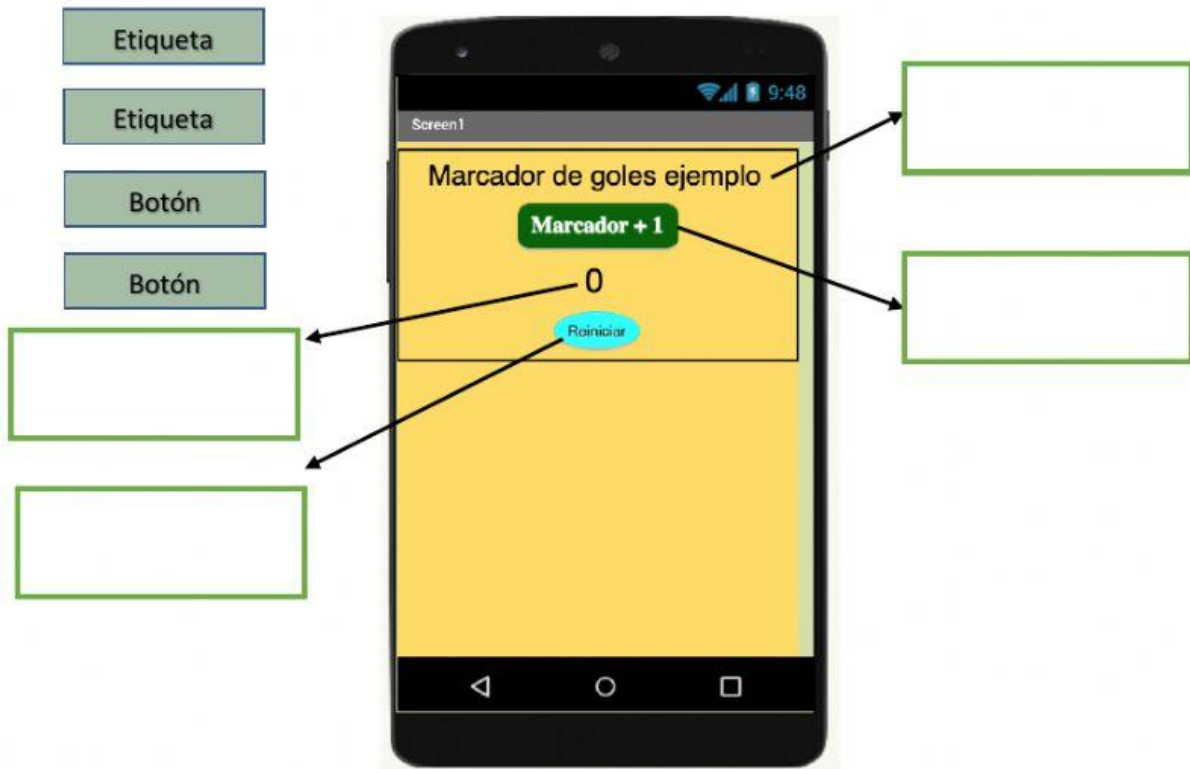 Etiqueta
Etiqueta
Botón
Botón
9:48
Screen1
Marcador de goles ejemplo
Marcador + 1
0
Reiniciar